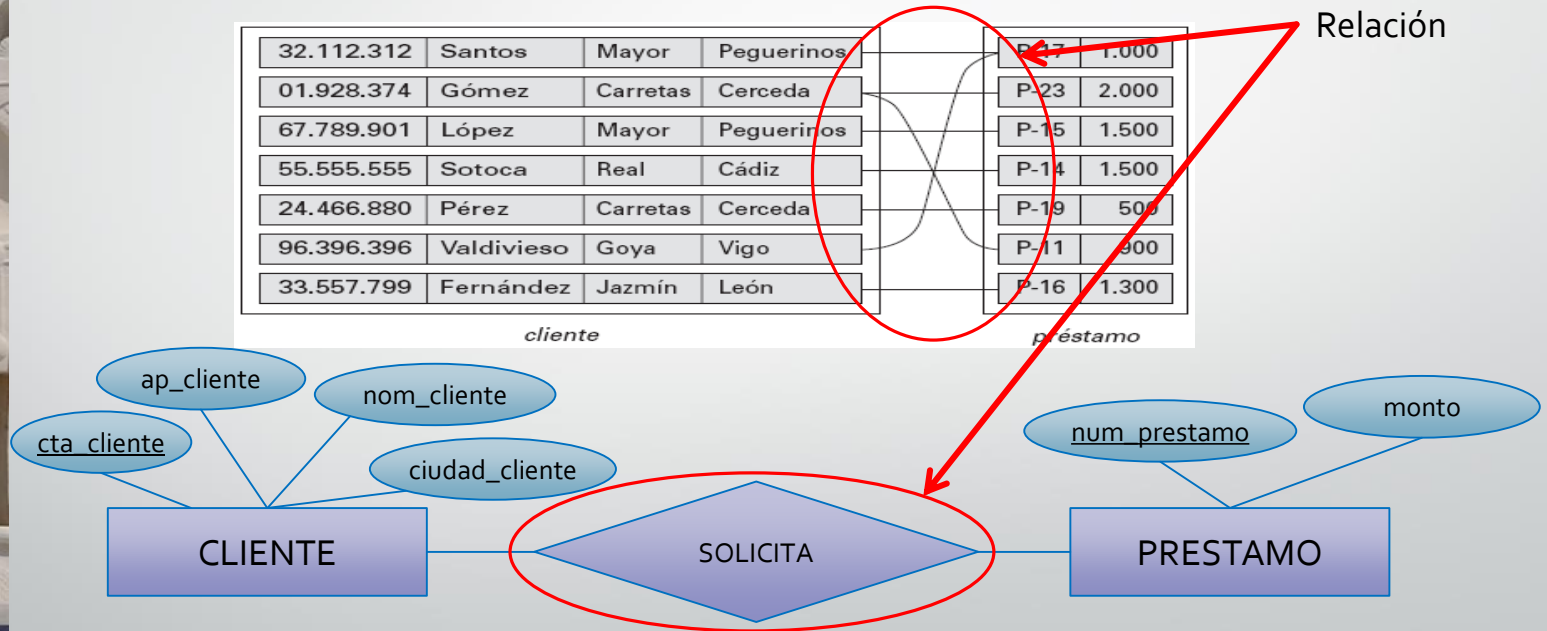 Relación
32.112.312 Santos Mayor Peguerinos P-17 1.000
01.928.374 Gómez Carretas Cerceda P-23 2.000
67.789.901 López Mayor Peguerinos P-15 1.500
55.555.555 Sotoca Real Cádiz P-14 1.500
24.466.880 Pérez Carretas Cerceda P-19 500
96.396.396 Valdivieso Goya Vigo P-11 900
33.557.799 Fernández Jazmín León P-16 1.300
cliente préstamo
ap_cliente
nom_cliente
monto
cta_cliente
num_prestamo
ciudad_cliente
CLIENTE SOLICITA PRESTAMO